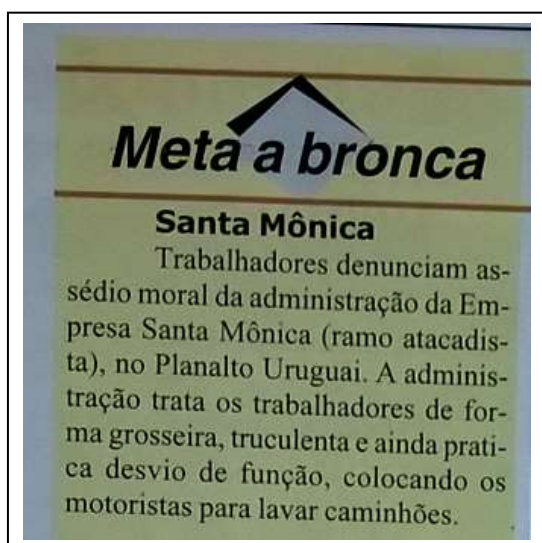 Meta a bronca
Santa Mônica
Trabalhadores denunciam as-
sédio moral da administração da Em-
presa Santa Mônica (ramo atacadis-
ta), no Planalto Uruguai. A adminis-
tração trata os trabalhadores de for-
ma grosseira, truculenta e ainda prati-
ca desvio de função, colocando os
motoristas para lavar caminhões.